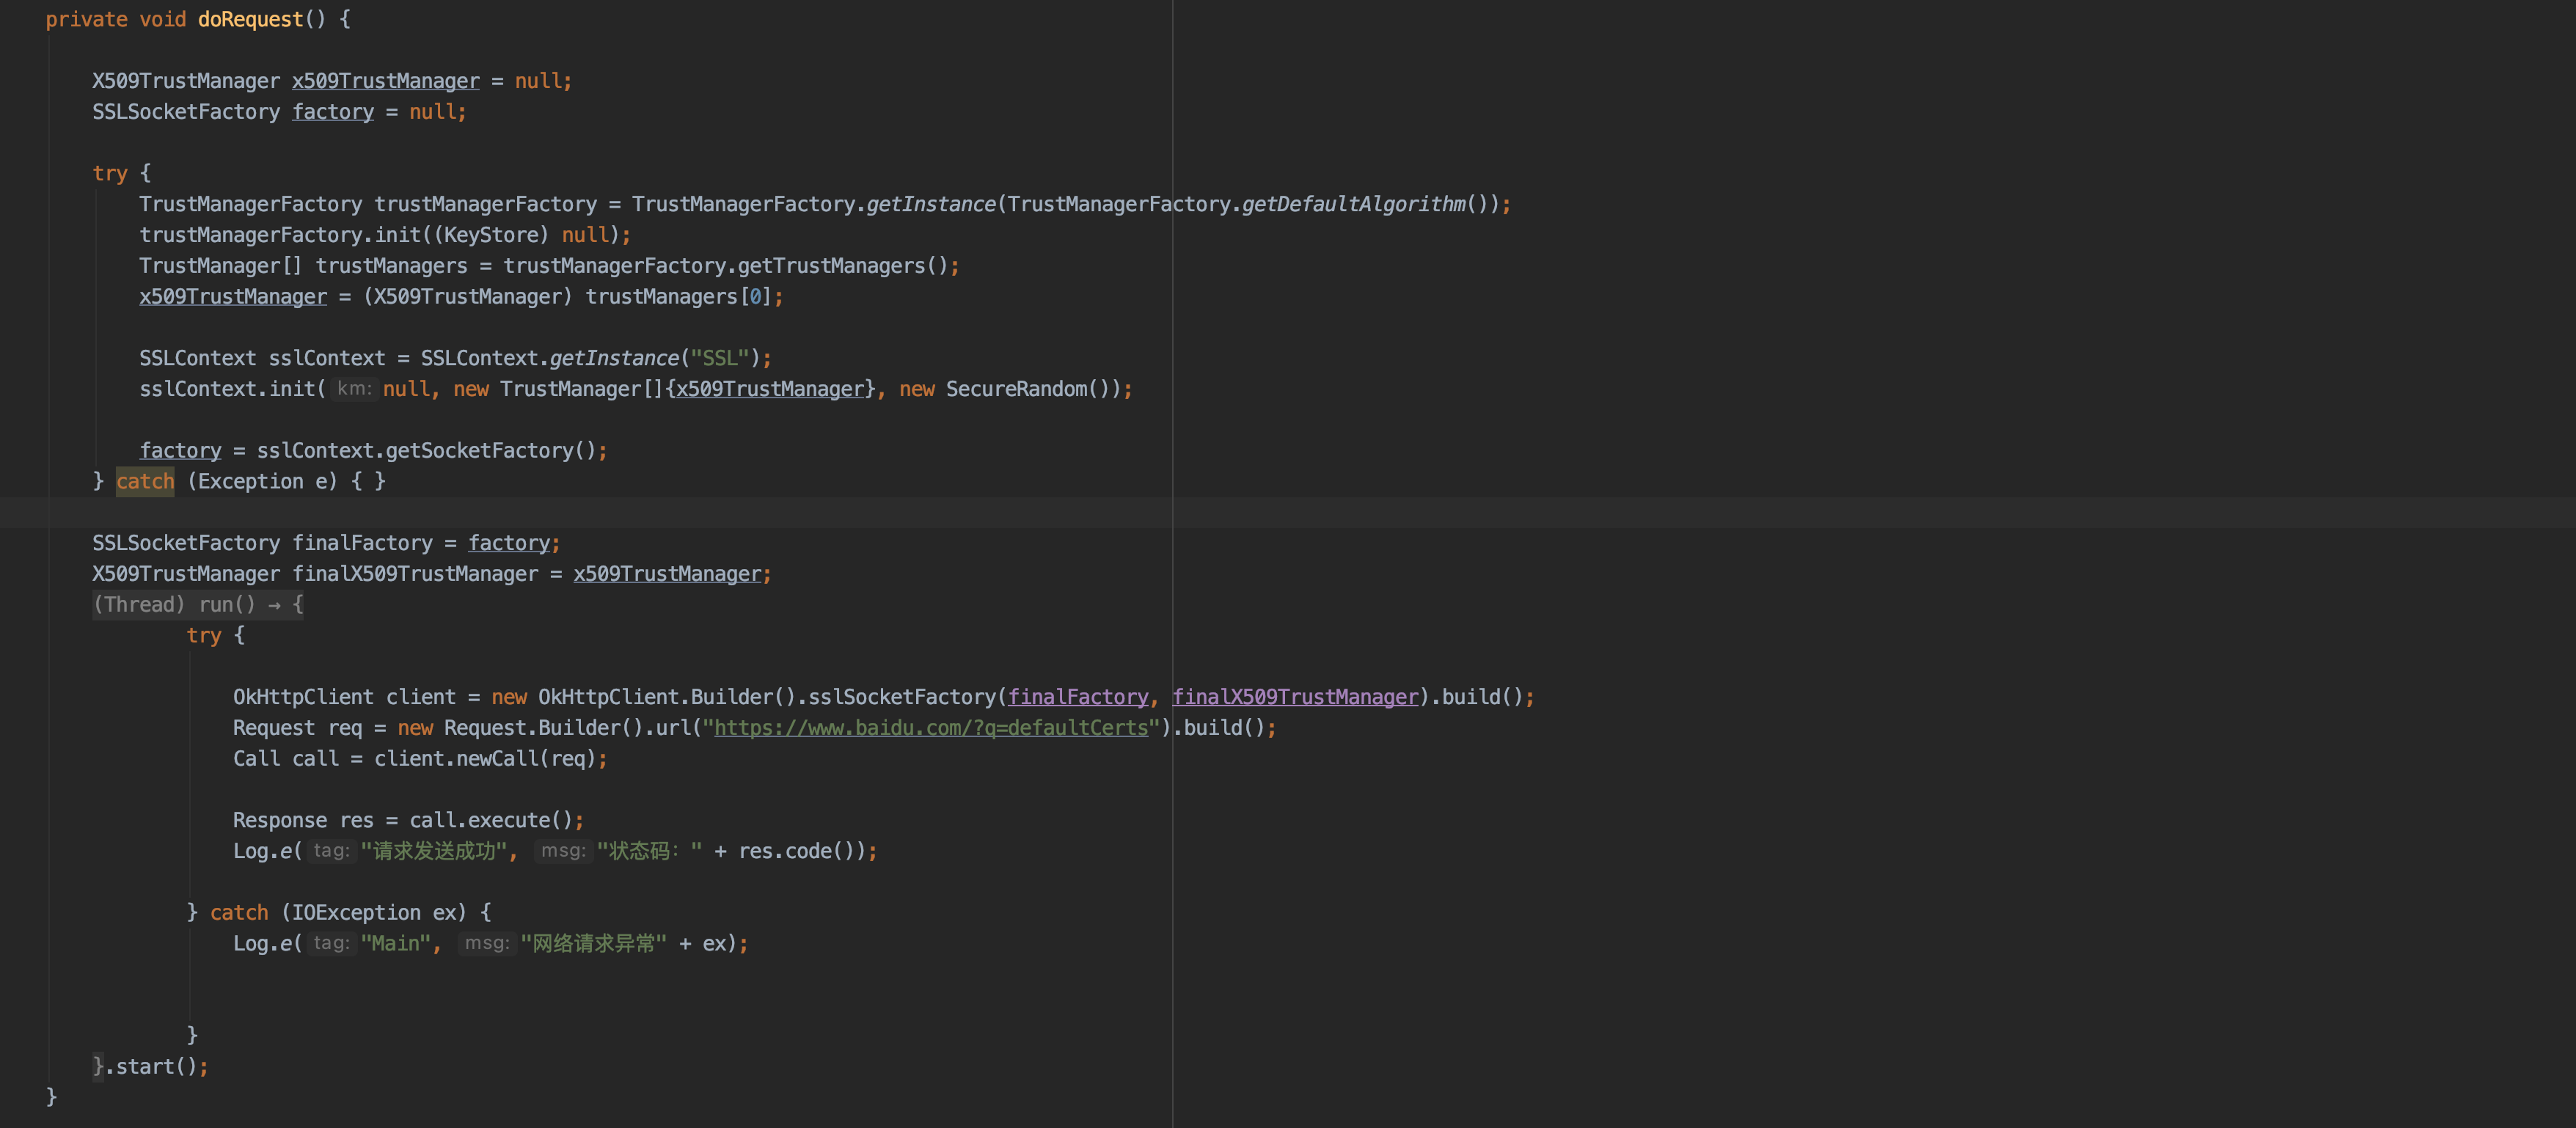 private void doRequest() {
X509TrustManager x509TrustManager = null;
SSLSocketFactory factory = null;
try {
TrustManagerFactory trustManagerFactory = TrustManagerFactory.getInstance(TrustManagerFactory.getDefaultAlgorithm());
trustManagerFactory.init((KeyStore) null);
TrustManager[] trustManagers = trustManagerFactory.getTrustManagers();
x509TrustManager = (X509TrustManager) trustManagers[0];
SSLContext sslContext = SSLContext.getInstance("SSL");
sslContext.init( km: null, new TrustManager[]{x509TrustManager}, new SecureRandom());
factory = sslContext.getSocketFactory();
} catch (Exception e) { }
SSLSocketFactory finalFactory = factory;
X509TrustManager finalX509TrustManager = x509TrustManager;
(Thread) run() → {
try {
OkHttpClient client = new OkHttpClient.Builder().sslSocketFactory(finalFactory, finalX509TrustManager).build();
Request req = new Request.Builder().url("https://www.baidu.com/?q=defaultCerts").build();
Call call = client.newCall(req);
Response res = call.execute();
Log.e( tag: "请求发送成功", msg: "状态码：" + res.code());
} catch (IOException ex) {
Log.e( tag: "Main", msg: "网络请求异常" + ex);
}
}.start();
}